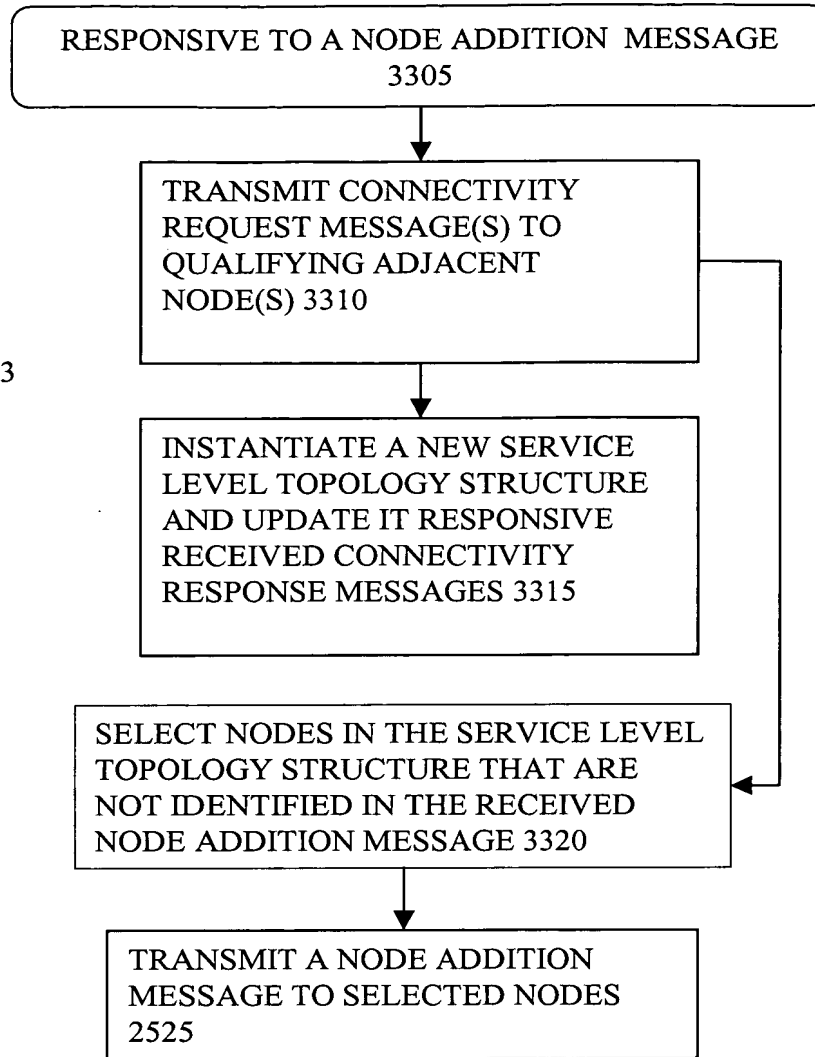 RESPONSIVE TO A NODE ADDITION MESSAGE
3305
TRANSMIT CONNECTIVITY
REQUEST MESSAGE(S) TO
QUALIFYING ADJACENT
NODE(S) 3310
3
INSTANTIATE A NEW SERVICE
LEVEL TOPOLOGY STRUCTURE
AND UPDATE IT RESPONSIVE
RECEIVED CONNECTIVITY
RESPONSE MESSAGES 3315
SELECT NODES IN THE SERVICE LEVEL
TOPOLOGY STRUCTURE THAT ARE
NOT IDENTIFIED IN THE RECEIVED
NODE ADDITION MESSAGE 3320
TRANSMIT A NODE ADDITION
MESSAGE TO SELECTED NODES
2525